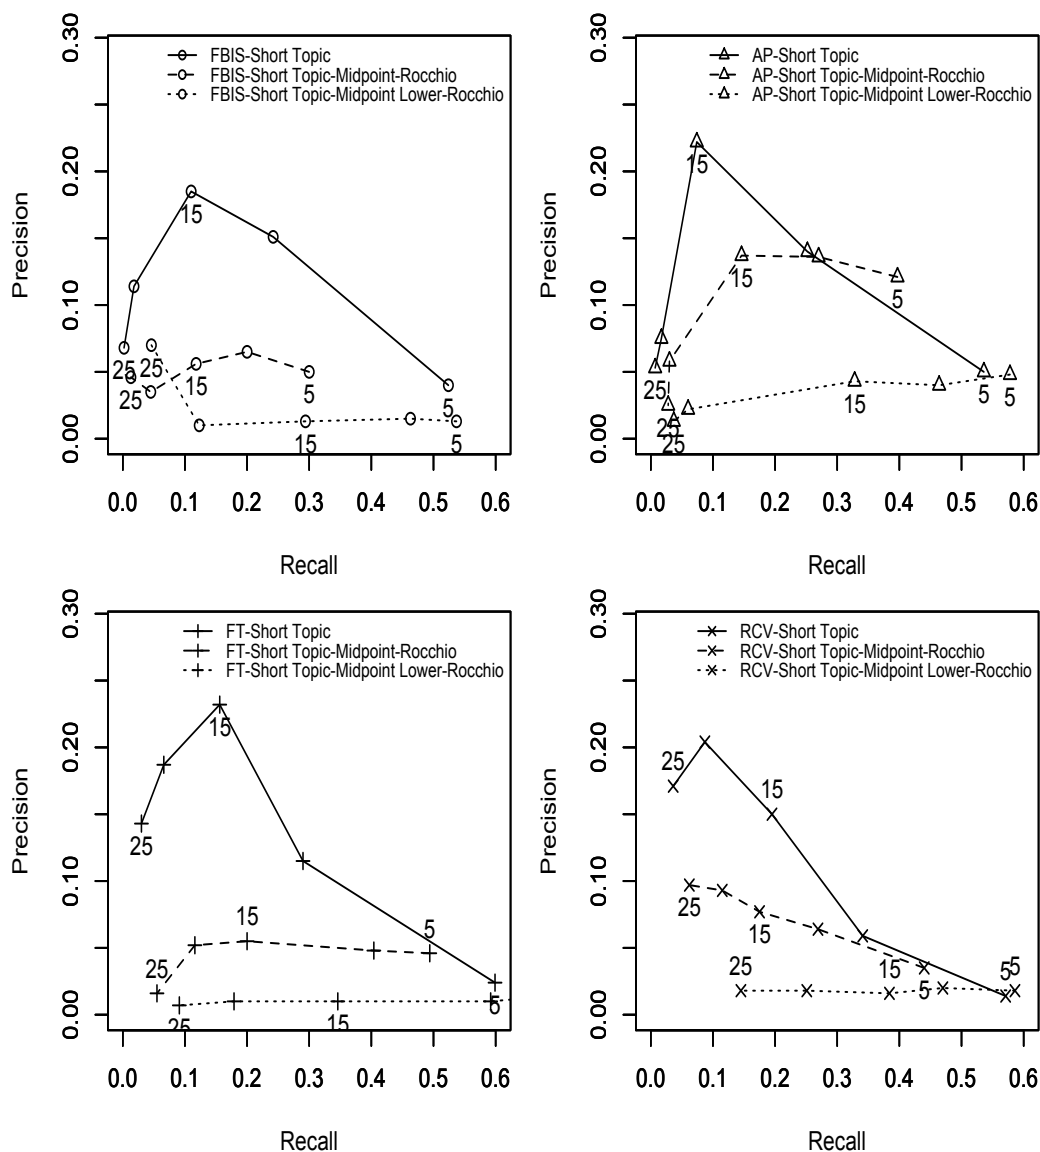 FBIS-Short Topic
FBIS-Short Topic-Midpoint-Rocchio
FBIS-Short Topic-Midpoint Lower-Rocchio
0.30
0.20
0.10
0.00
Precision
15
25
25
25
15
15
5
5
5
0.0 0.1 0.2 0.3 0.4 0.5 0.6
Recall
AP-Short Topic
AP-Short Topic-Midpoint-Rocchio
AP-Short Topic-Midpoint Lower-Rocchio
0.30
0.20
0.10
0.00
Precision
15
15
5
25
15
5
5
25
25
0.0 0.1 0.2 0.3 0.4 0.5 0.6
Recall
FT-Short Topic
FT-Short Topic-Midpoint-Rocchio
FT-Short Topic-Midpoint Lower-Rocchio
0.30
0.20
0.10
0.00
Precision
15
25
15
5
25
5
25
15
0.0 0.1 0.2 0.3 0.4 0.5 0.6
Recall
RCV-Short Topic
RCV-Short Topic-Midpoint-Rocchio
RCV-Short Topic-Midpoint Lower-Rocchio
0.30
0.20
0.10
0.00
Precision
25
15
25
15
25
15
5
5
5
0.0 0.1 0.2 0.3 0.4 0.5 0.6
Recall